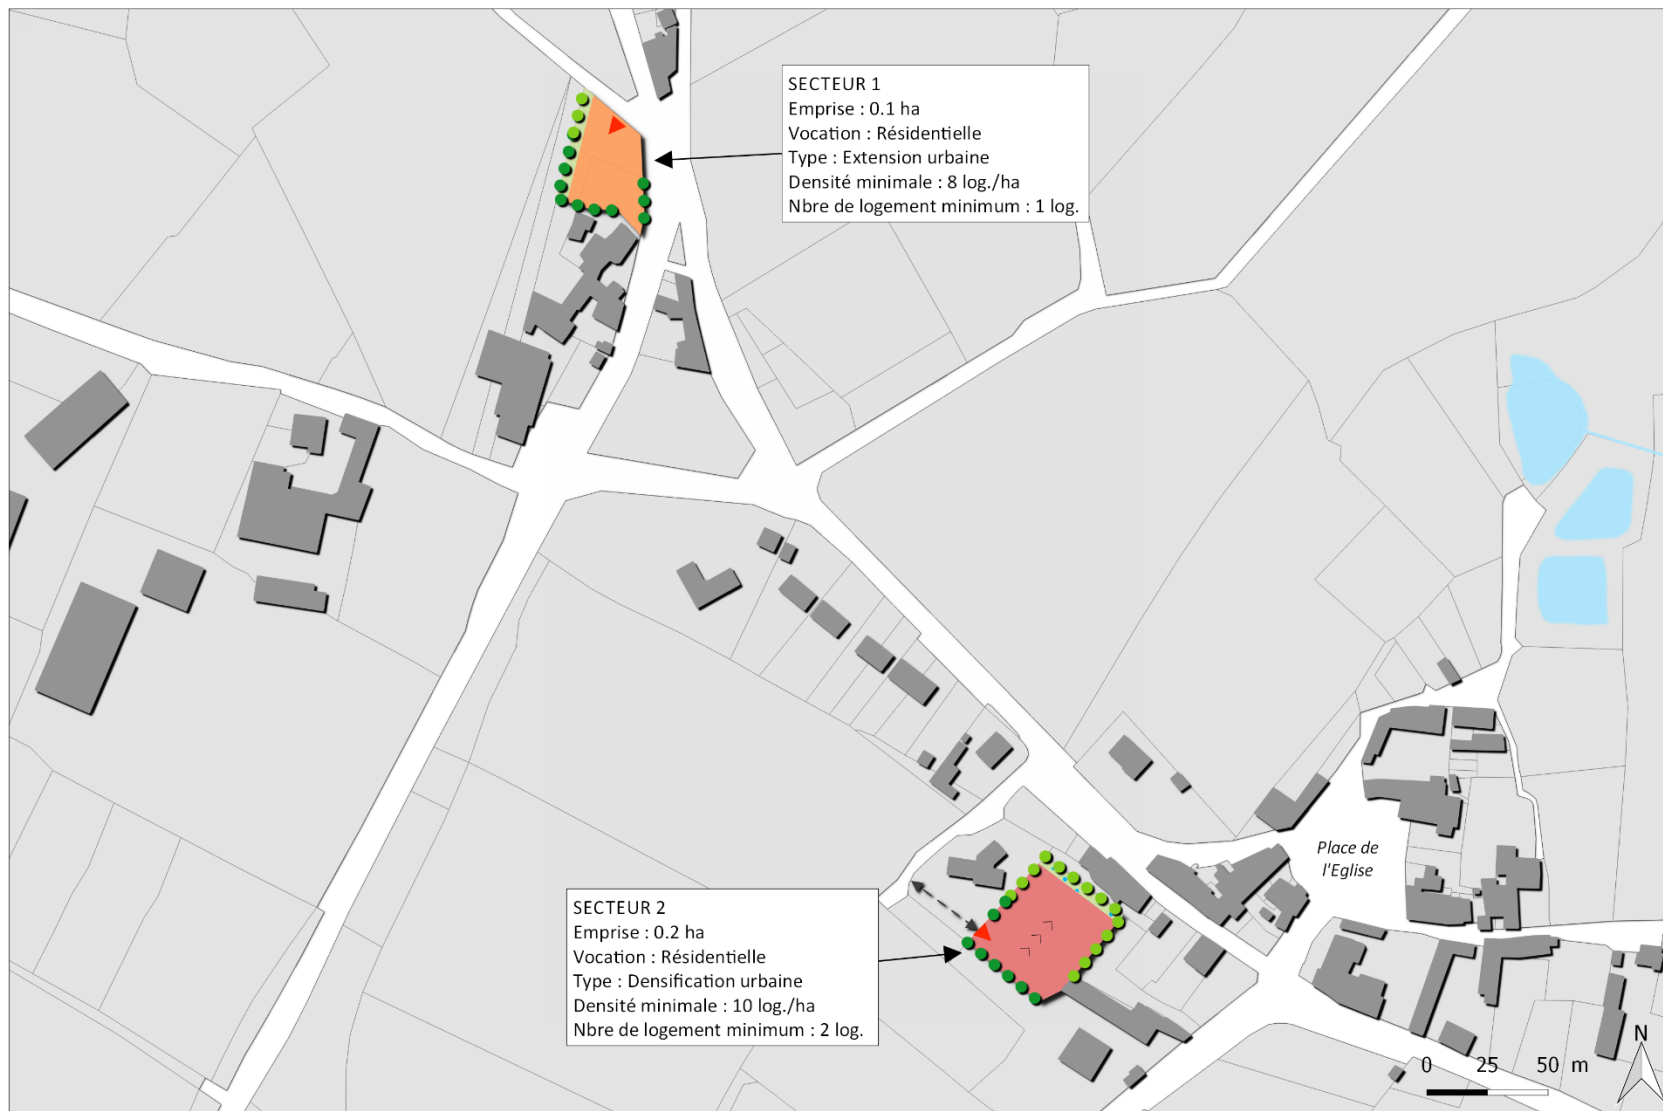 SECTEUR 1
Emprise : 0.1 ha
Vocation : Résidentielle
Type : Extension urbaine
Densité minimale : 8 log./ha
Nbre de logement minimum : 1 log.
Place de
l'Eglise
SECTEUR 2
Emprise : 0.2 ha
Vocation : Résidentielle
Type : Densification urbaine
Densité minimale : 10 log./ha
Nbre de logement minimum : 2 log.
N
0 25 50 m